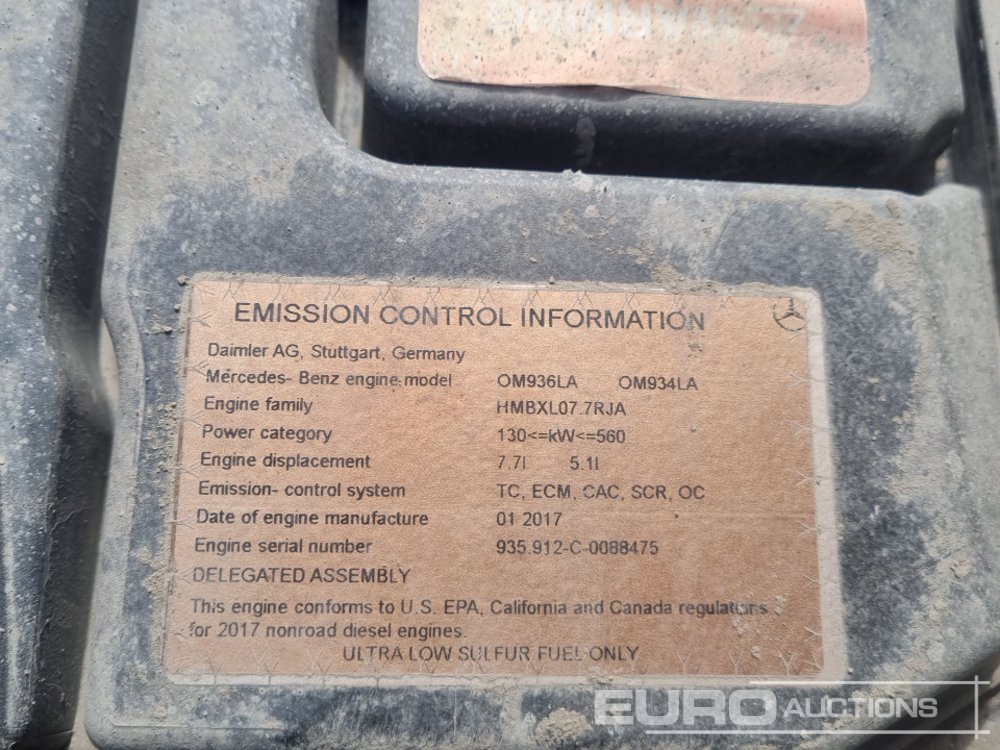 WARNING
EMISSION CONTROL INFORMATION
Daimler AG, Stuttgart, Germany
Mercedes- Benz engine model OM936LA OM934LA
Engine family HMBXL07.7RJA
Power category 130<=kW<=560
Engine displacement 7.7l 5.1l
Emission- control system TC, ECM, CAC, SCR, OC
Date of engine manufacture 01 2017
Engine serial number 935.912-C-0088475
DELEGATED ASSEMBLY
This engine conforms to U.S. EPA, California and Canada regulations
for 2017 nonroad diesel engines.
ULTRA LOW SULFUR FUEL ONLY
EURO AUCTIONS